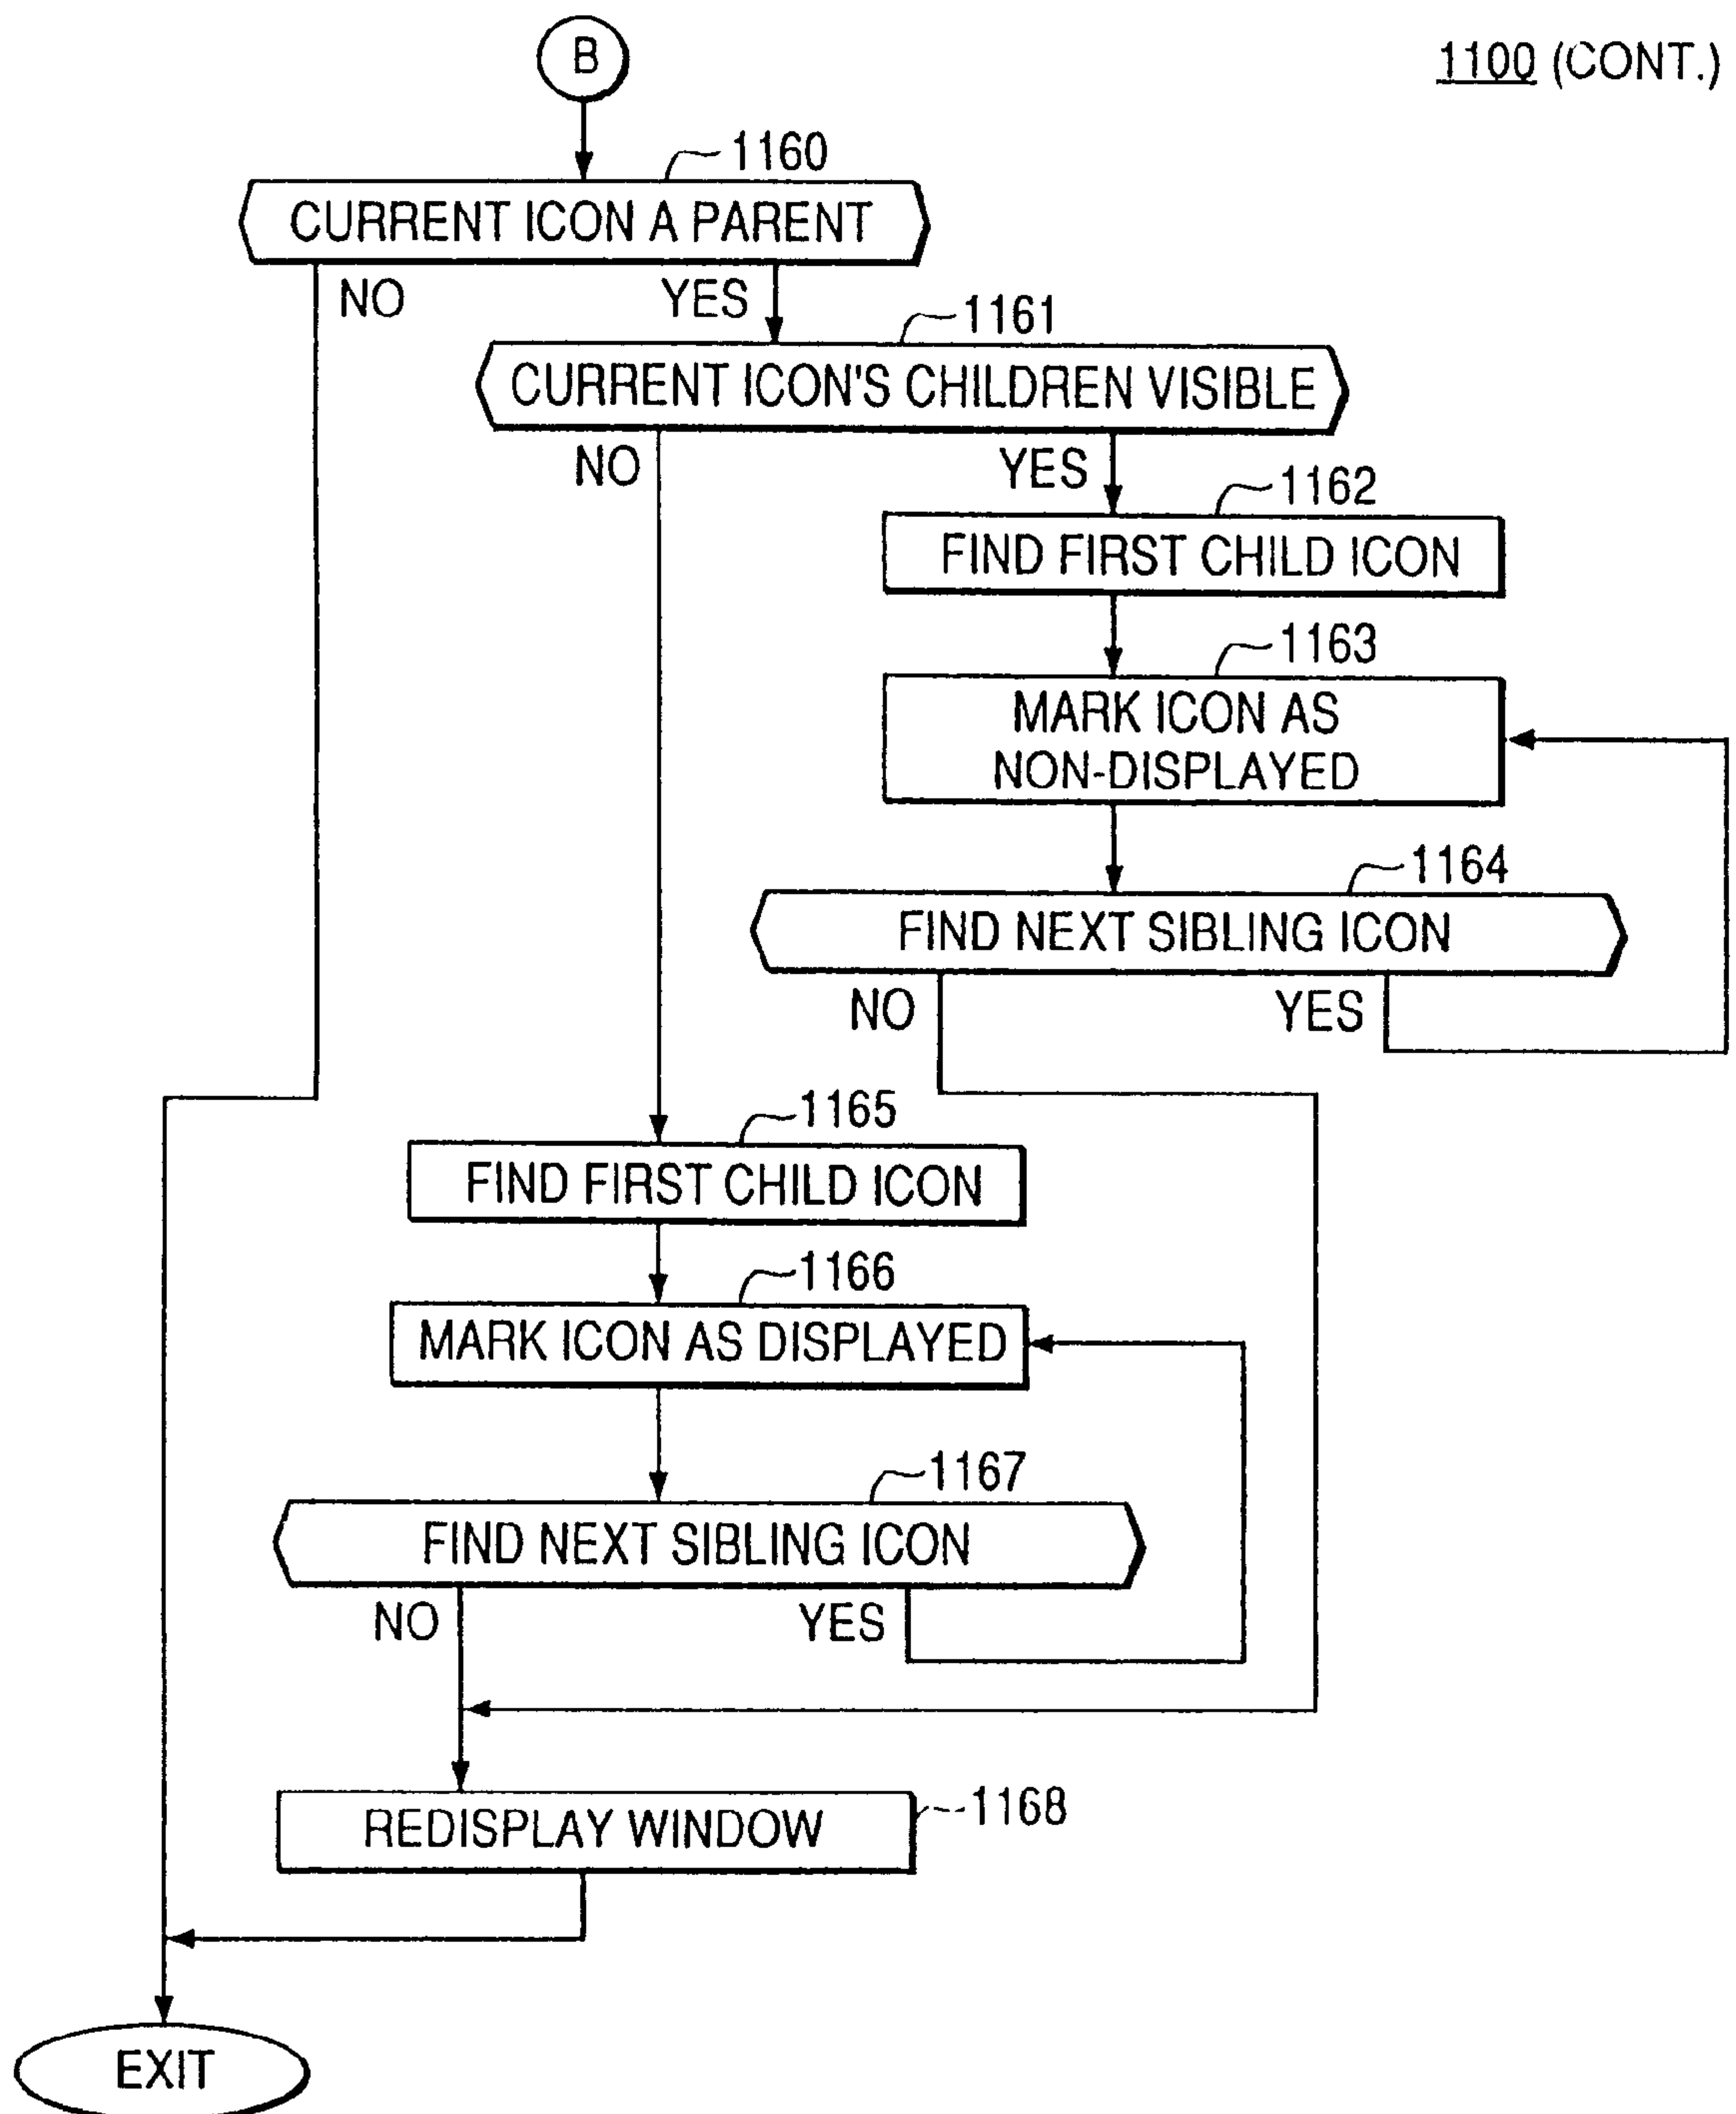 B
1100 (CONT.)
1160
CURRENT ICON A PARENT
NO
YES
1161
CURRENT ICON'S CHILDREN VISIBLE
NO
YES
1162
FIND FIRST CHILD ICON
1163
MARK ICON AS
NON-DISPLAYED
1164
FIND NEXT SIBLING ICON
NO
YES
1165
FIND FIRST CHILD ICON
1166
MARK ICON AS DISPLAYED
1167
FIND NEXT SIBLING ICON
NO
YES
REDISPLAY WINDOW
1168
EXIT